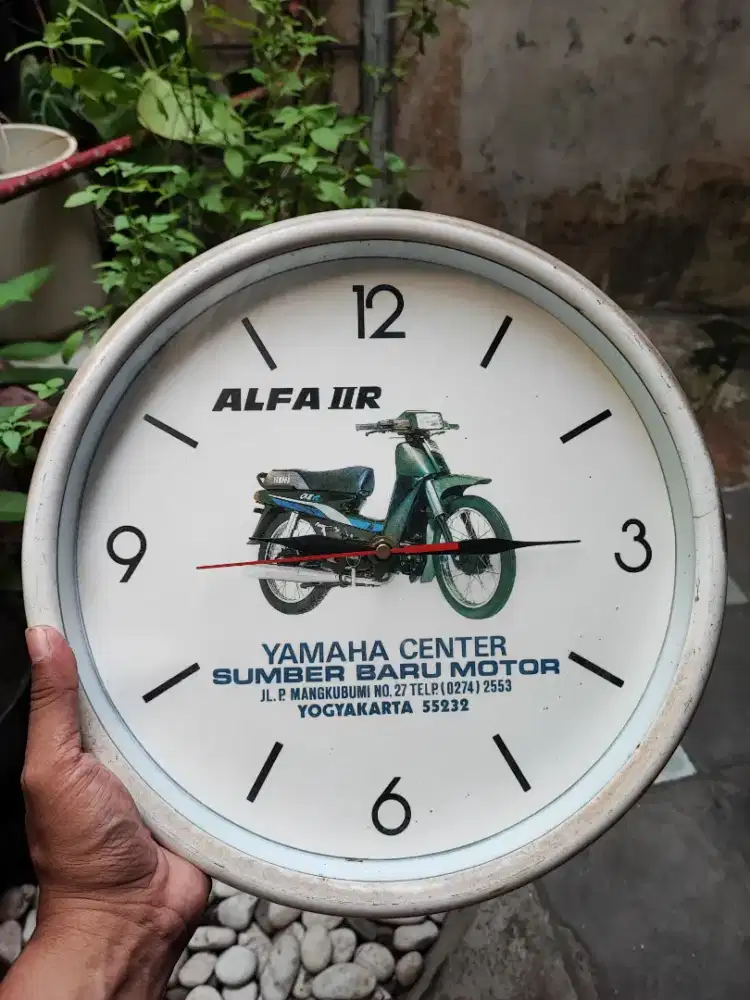 12
ALFA IIR
YAMAHA
9
3
YAMAHA CENTER
SUMBER BARU MOTOR
JL. P. MANGKUBUMI NO. 27 TELP. (0274) 2553
YOGYAKARTA 55232
6